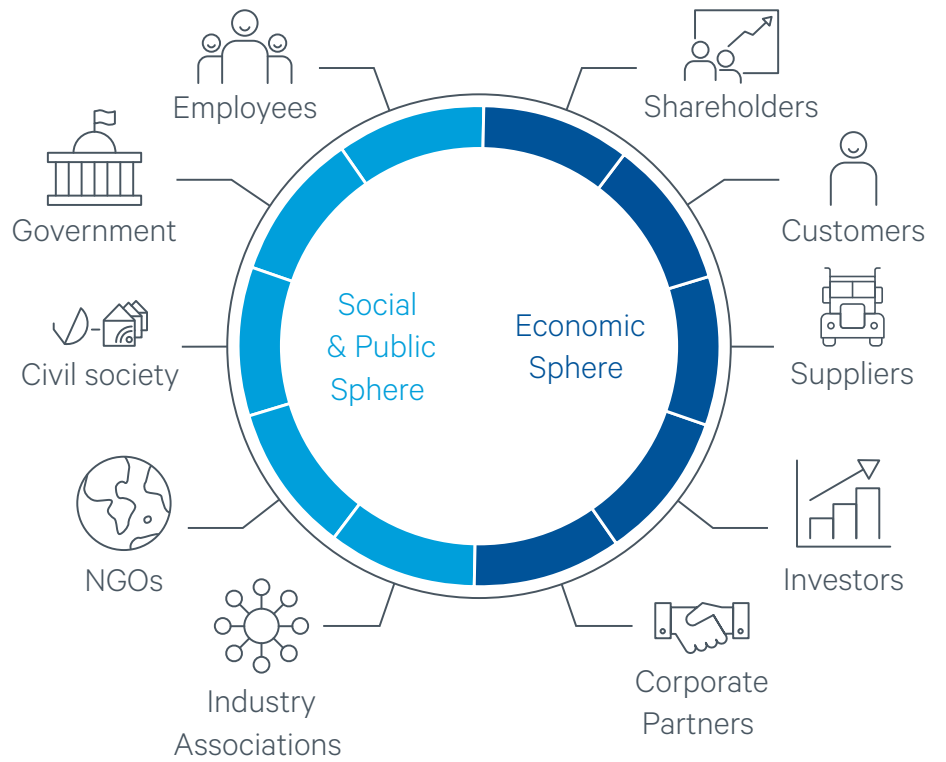 Employees
Shareholders
Government
Customers
Social
& Public
Sphere
Economic
Sphere
Civil society
Suppliers
NGOs
Investors
Industry
Associations
Corporate
Partners